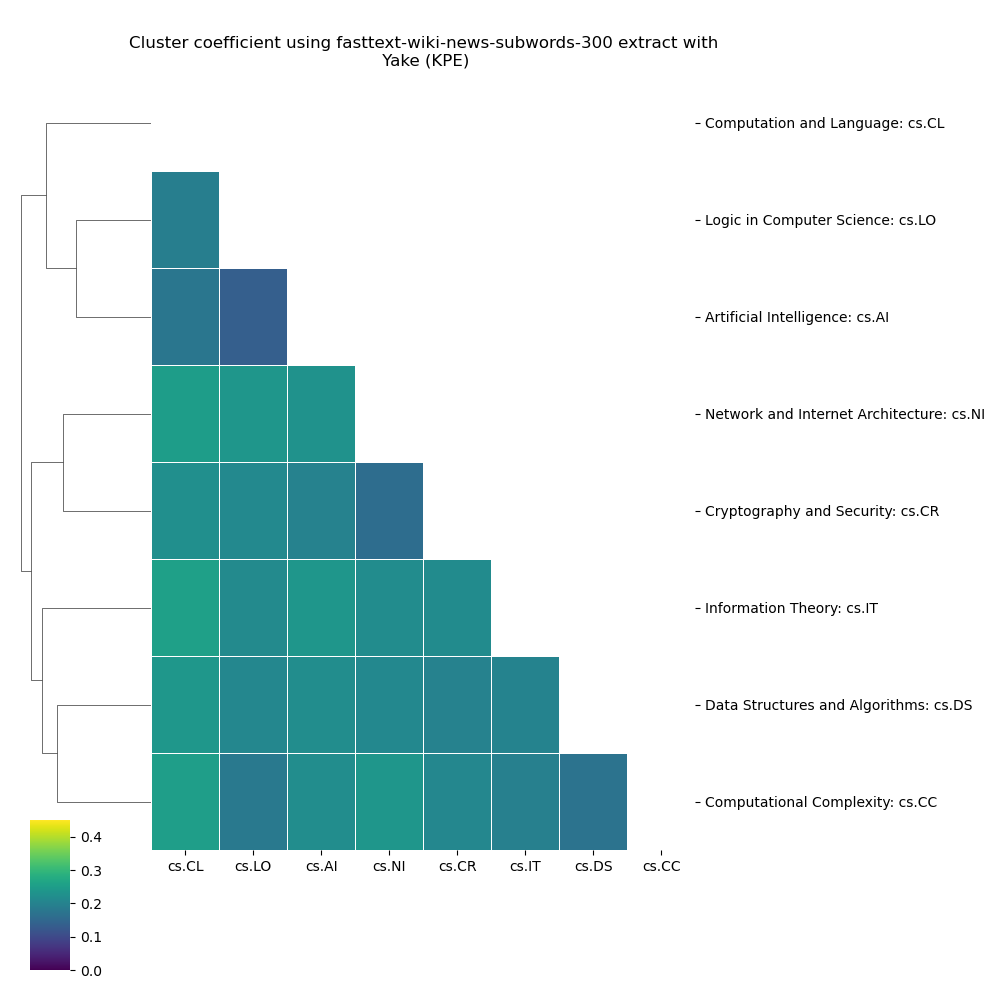 Cluster coefficient using fasttext-wiki-news-subwords-300 extract with
Yake (KPE)
Computation and Language: cs.CL
Logic in Computer Science: cs.LO
Artificial Intelligence: cs.AI
Network and Internet Architecture: cs.NI
Cryptography and Security: cs.CR
Information Theory: cs.IT
Data Structures and Algorithms: cs.DS
Computational Complexity: cs.CC
cs.CL cs.LO cs.AI cs.NI cs.CR cs.IT cs.DS cs.CC
0.4
0.3
0.2
0.1
0.0